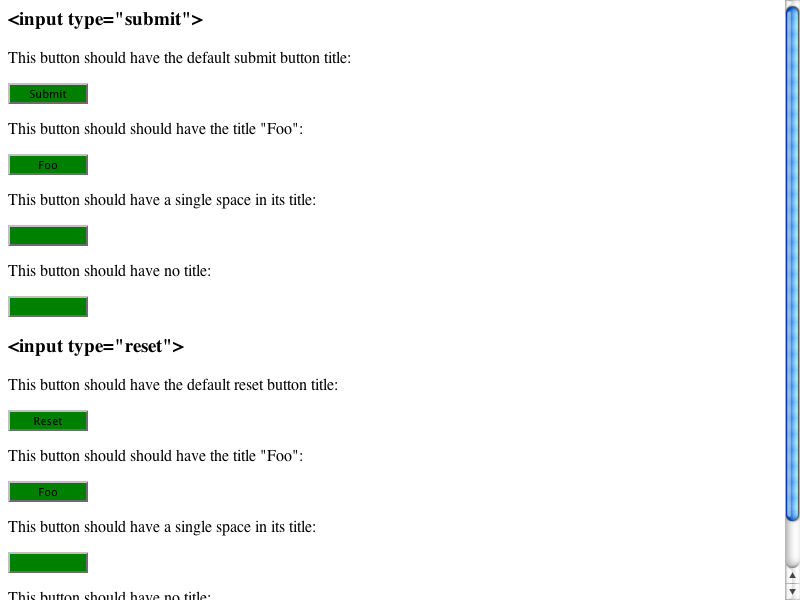 <input type="submit">
This button should have the default submit button title:
Submit
This button should should have the title "Foo":
Foo
This button should have a single space in its title:
This button should have no title:
<input type="reset">
This button should have the default reset button title:
Reset
This button should should have the title "Foo":
Foo
This button should have a single space in its title:
This button should have no title: